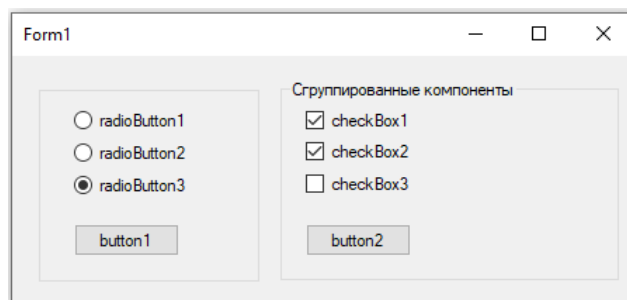 Form1
radioButton1
radioButton2
radioButton3
button1
Сгруппированные компоненты
checkBox1
checkBox2
checkBox3
button2